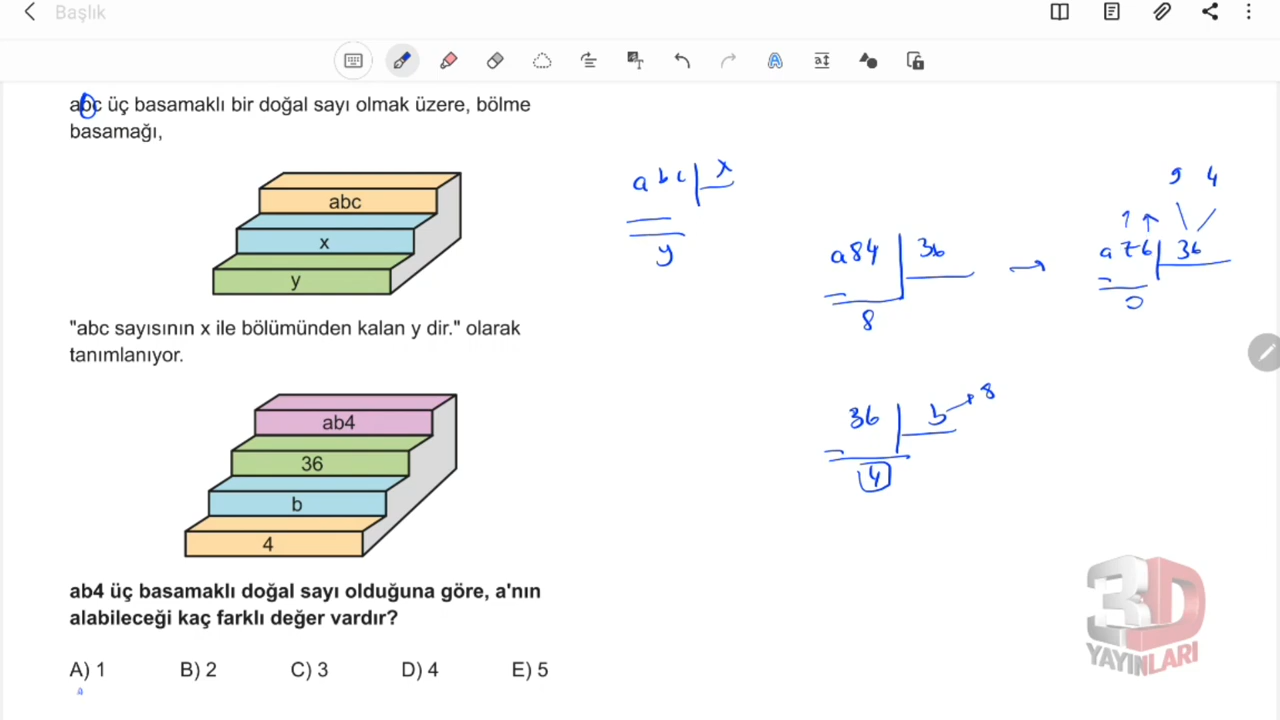 Başlık
abc üç basamaklı bir doğal sayı olmak üzere, bölme
basamağı,
abc
x
y
"abc sayısının x ile bölümünden kalan y dir." olarak
tanımlanıyor.
ab4
36
b
4
ab4 üç basamaklı doğal sayı olduğuna göre, a'nın
alabileceği kaç farklı değer vardır?
A) 1 B) 2 C) 3 D) 4 E) 5
abc x
y
a84 36
8
9 4
a76 36
0
36 b 8
4
3D
YAYINLARI